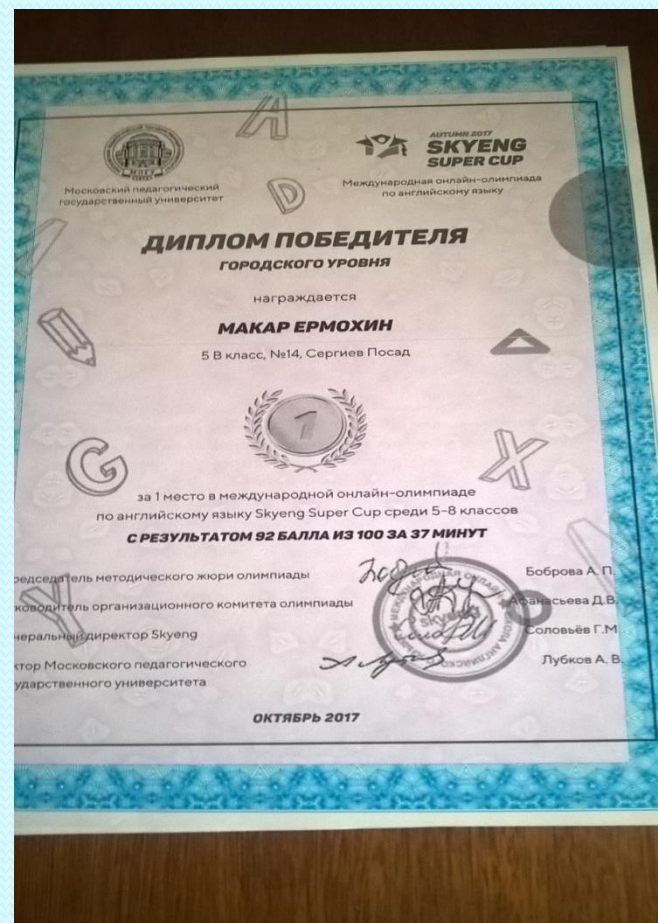 Московский педагогический
государственный университет
AUTUMN 2017
SKYENG
SUPER CUP
Международная онлайн-олимпиада
по английскому языку
ДИПЛОМ ПОБЕДИТЕЛЯ
ГОРОДСКОГО УРОВНЯ
награждается
МАКАР ЕРМОХИН
5 В класс, №14, Сергиев Посад
1
за 1 место в международной онлайн-олимпиаде
по английскому языку Skyeng Super Cup среди 5-8 классов
С РЕЗУЛЬТАТОМ 92 БАЛЛА ИЗ 100 ЗА 37 МИНУТ
редседатель методического жюри олимпиады Боброва А. П.
ководитель организационного комитета олимпиады Афанасьева Д.В.
неральный директор Skyeng Соловьёв Г.М.
ктор Московского педагогического Лубков А. В.
ударственного университета
ОКТЯБРЬ 2017